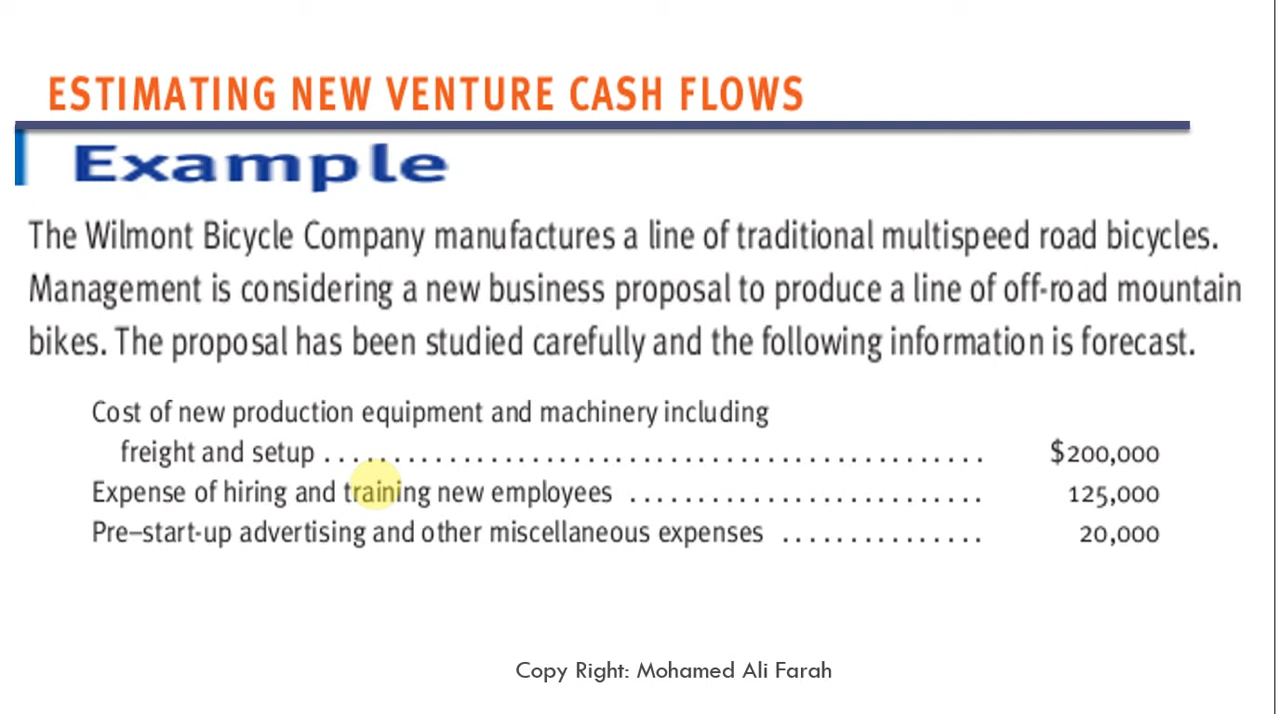 ESTIMATING NEW VENTURE CASH FLOWS
Example
The Wilmont Bicycle Company manufactures a line of traditional multispeed road bicycles.
Management is considering a new business proposal to produce a line of off-road mountain
bikes. The proposal has been studied carefully and the following information is forecast.
Cost of new production equipment and machinery including
freight and setup . . . . . . . . . . . . . . . . . . . . . . . . . . . . . . . . . . . . . . . . . . . . . . . . $200,000
Expense of hiring and training new employees . . . . . . . . . . . . . . . . . . . . . . . . . . 125,000
Pre–start-up advertising and other miscellaneous expenses . . . . . . . . . . . . . . . 20,000
Copy Right: Mohamed Ali Farah